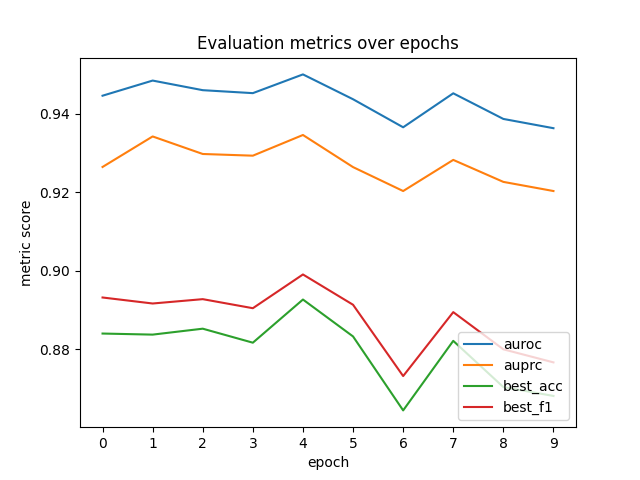 Evaluation metrics over epochs
metric score
0.94
0.92
0.90
0.88
auroc
auprc
best_acc
best_f1
0 1 2 3 4 5 6 7 8 9
epoch